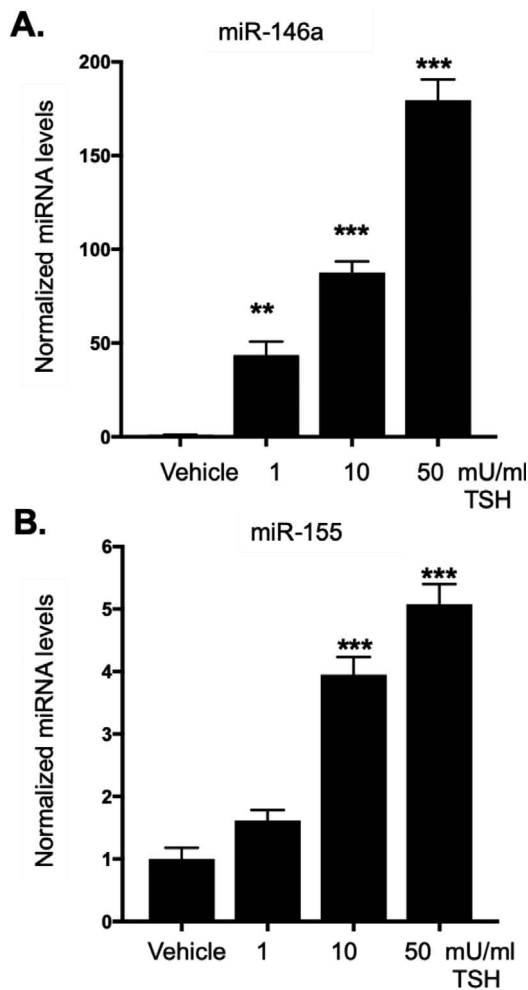 A.
miR-146a
Normalized miRNA levels
200
150
100
50
0
**
***
***
Vehicle 1 10 50 mU/ml
TSH
B.
miR-155
Normalized miRNA levels
6
5
4
3
2
1
0
***
***
Vehicle 1 10 50 mU/ml
TSH